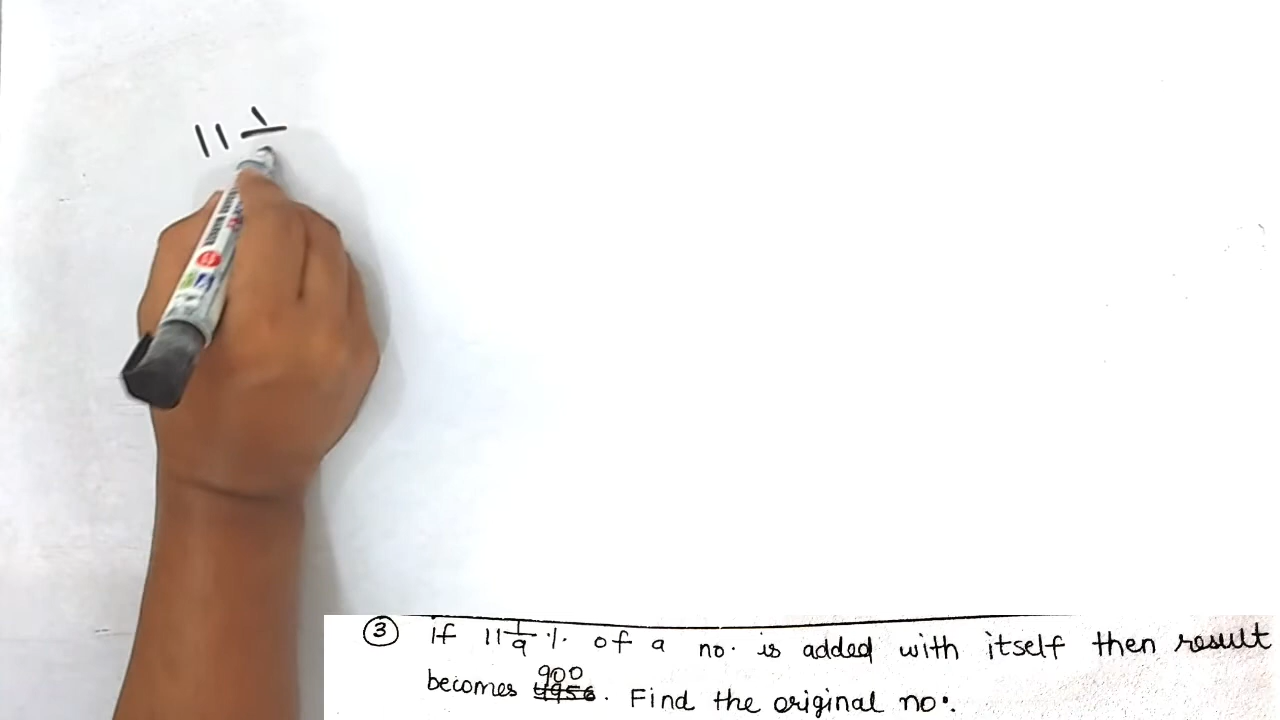 11 1/
③ If 11 1/9 %. of a no. is added with itself then result
becomes 900 4956. Find the original no.